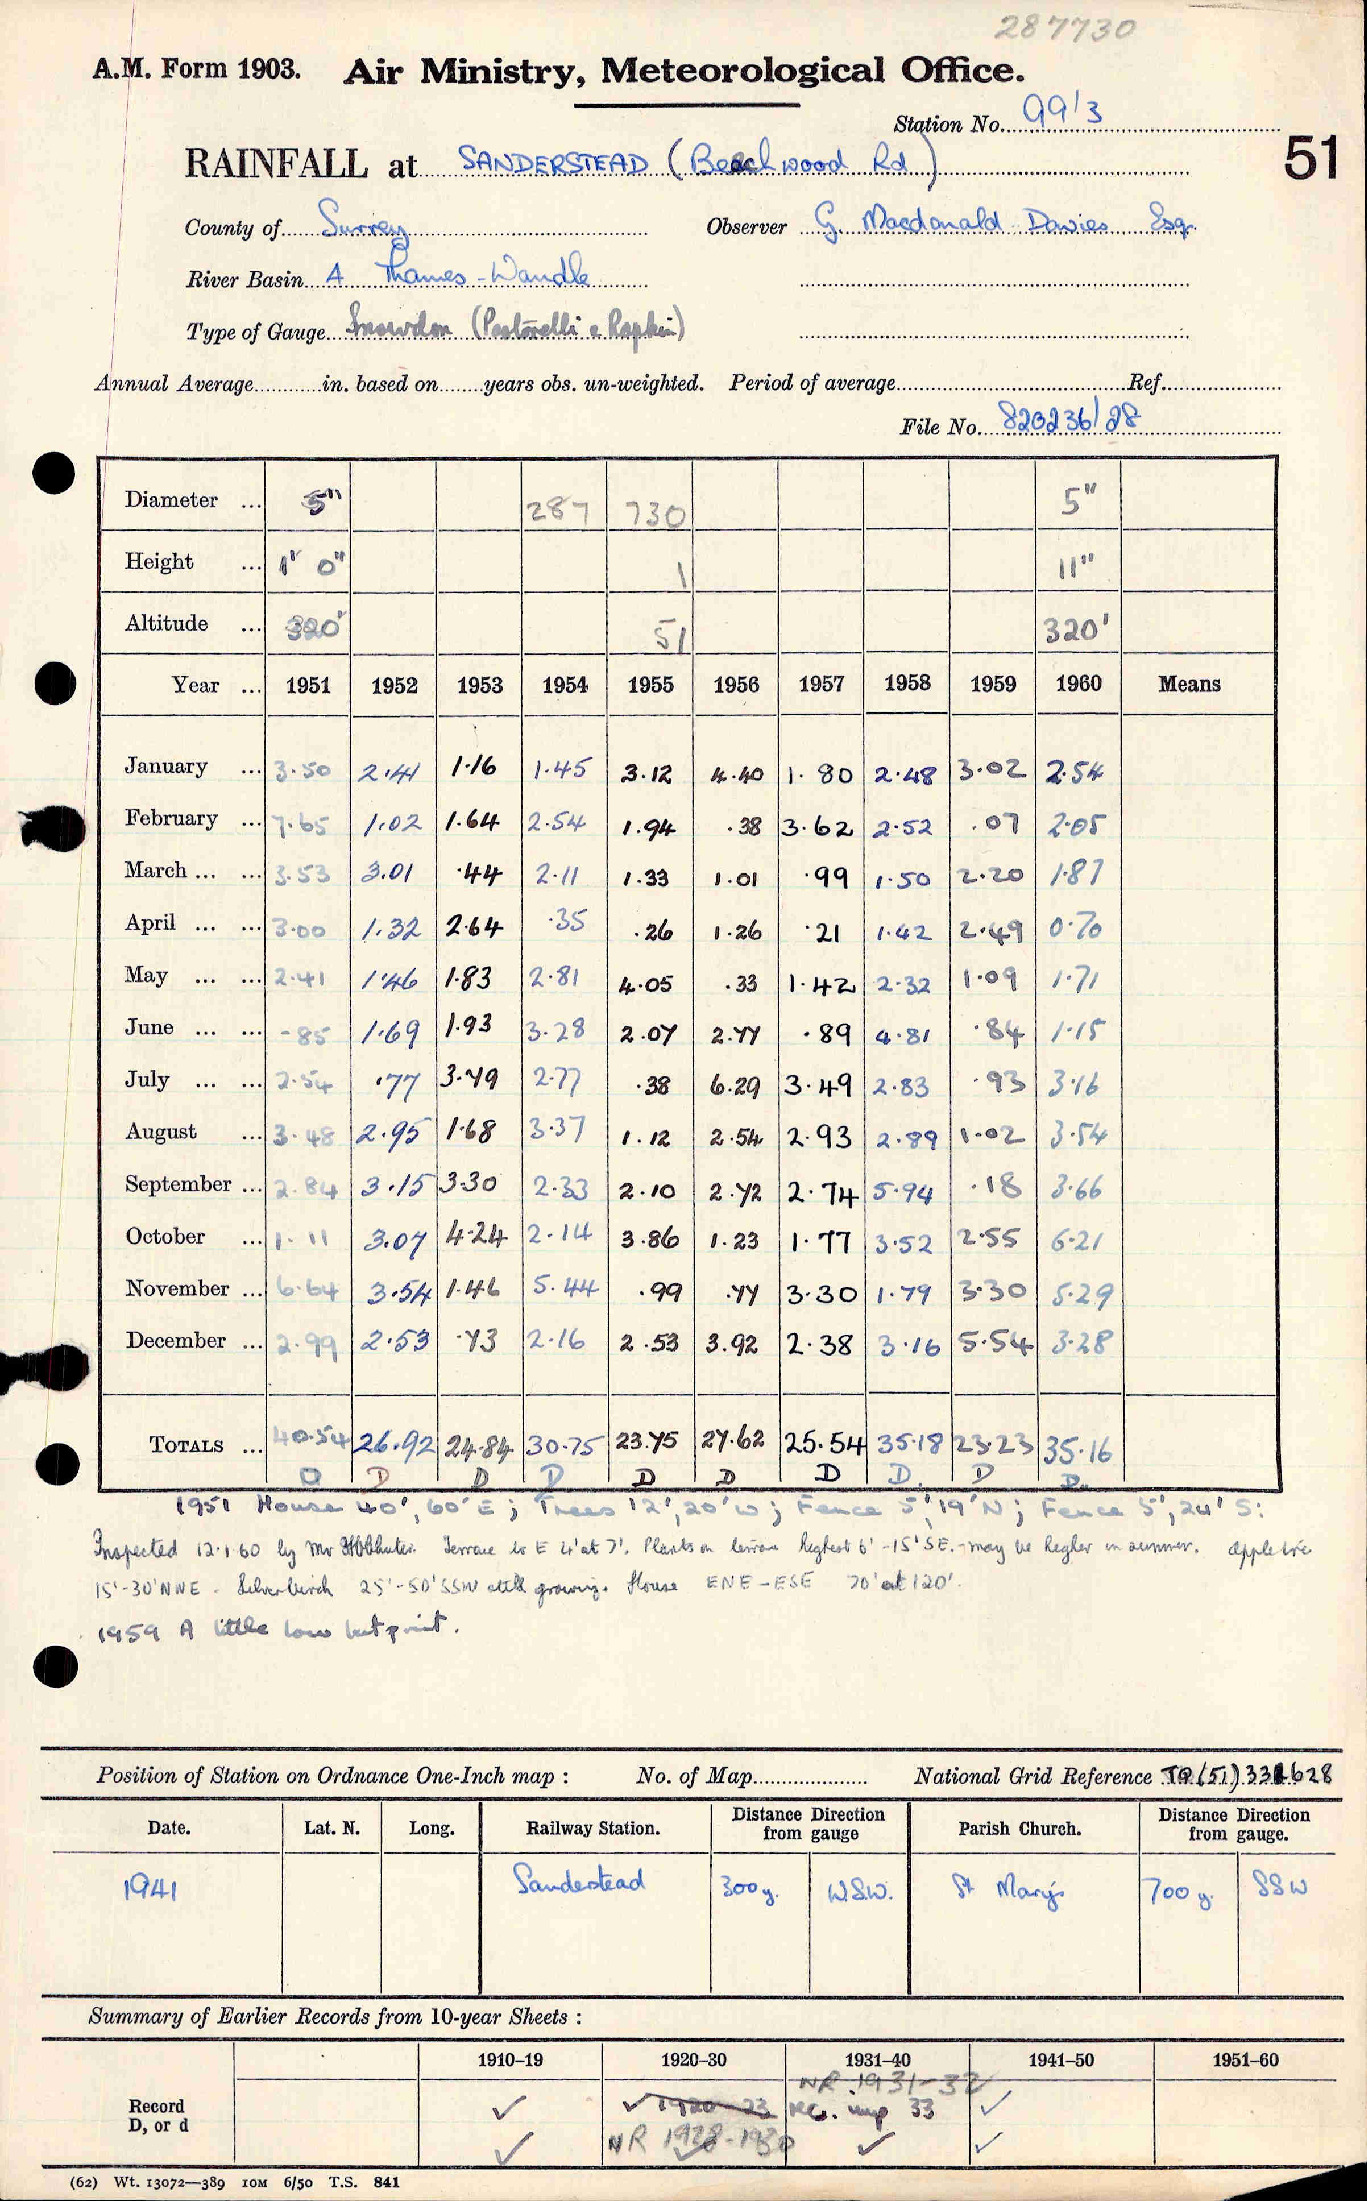 287730
A.M. Form 1903. Air Ministry, Meteorological Office.
Station No. 99/3
51
RAINFALL at SANDERSTEAD (Beechwood Rd)
County of Surrey Observer G. Macdonald Davies Esq.
River Basin A Thames - Wandle
Type of Gauge Snowdon (Pastorelli & Rapkin)
Annual Average in. based on years obs. un-weighted. Period of average Ref.
File No. 820236/28
Diameter ... 5" 287 730 5"
Height ... 1' 0" 1 11"
Altitude ... 320' 51 320'
Year ... 1951 1952 1953 1954 1955 1956 1957 1958 1959 1960 Means
January ... 3.50 2.41 1.16 1.45 3.12 4.40 1.80 2.48 3.02 2.54
February ... 7.65 1.02 1.64 2.54 1.94 .38 3.62 2.52 .07 2.05
March ... ... 3.53 3.01 .44 2.11 1.33 1.01 .99 1.50 2.20 1.87
April ... ... 3.00 1.32 2.64 .35 .26 1.26 .21 1.42 2.49 0.70
May ... ... 2.41 1.46 1.83 2.81 4.05 .33 1.42 2.32 1.09 1.71
June ... ... .85 1.69 1.93 3.28 2.07 2.77 .89 4.81 .84 1.15
July ... ... 2.54 .77 3.79 2.77 .38 6.29 3.49 2.83 .93 3.16
August ... 3.48 2.95 1.68 3.37 1.12 2.54 2.93 2.89 1.02 3.54
September ... 2.84 3.15 3.30 2.33 2.10 2.72 2.74 5.94 .18 3.66
October ... 1.11 3.07 4.24 2.14 3.86 1.23 1.77 3.52 2.55 6.21
November ... 6.64 3.54 1.46 5.44 .99 .77 3.30 1.79 3.30 5.29
December ... 2.99 2.53 .73 2.16 2.53 3.92 2.38 3.16 5.54 3.28
TOTALS ... 40.54 26.92 24.84 30.75 23.75 27.62 25.54 35.18 23.23 35.16
D D D D D D D D. D D.
1951 House 40', 60' E; Trees 12', 20' W; Fence 5', 19' N; Fence 5', 24' S:
Inspected 12.1.60 by Mr Terrace to E 4' at 7'. Plants on terrace highest 6' - 15' SE. - may be higher in summer. Apple tree
15' - 30' NNE. Silver birch 25' - 50' SSW still growing. House ENE - ESE 70' at 120'.
1959 A little low but print.
Position of Station on Ordnance One-Inch map : No. of Map National Grid Reference TQ (51) 331628
Date. Lat. N. Long. Railway Station. Distance Direction from gauge Parish Church. Distance Direction from gauge.
1941 Sanderstead 300y. W.S.W. St Mary's 700y. SSW
Summary of Earlier Records from 10-year Sheets :
1910–19 1920–30 1931–40 1941–50 1951–60
NR 1931-32
Record ✓ ✓ 1920 23 Rec. imp 33 ✓
D, or d ✓ NR 1928-1930 ✓ ✓
(62) Wt. 13072—389 10M 6/50 T.S. 841